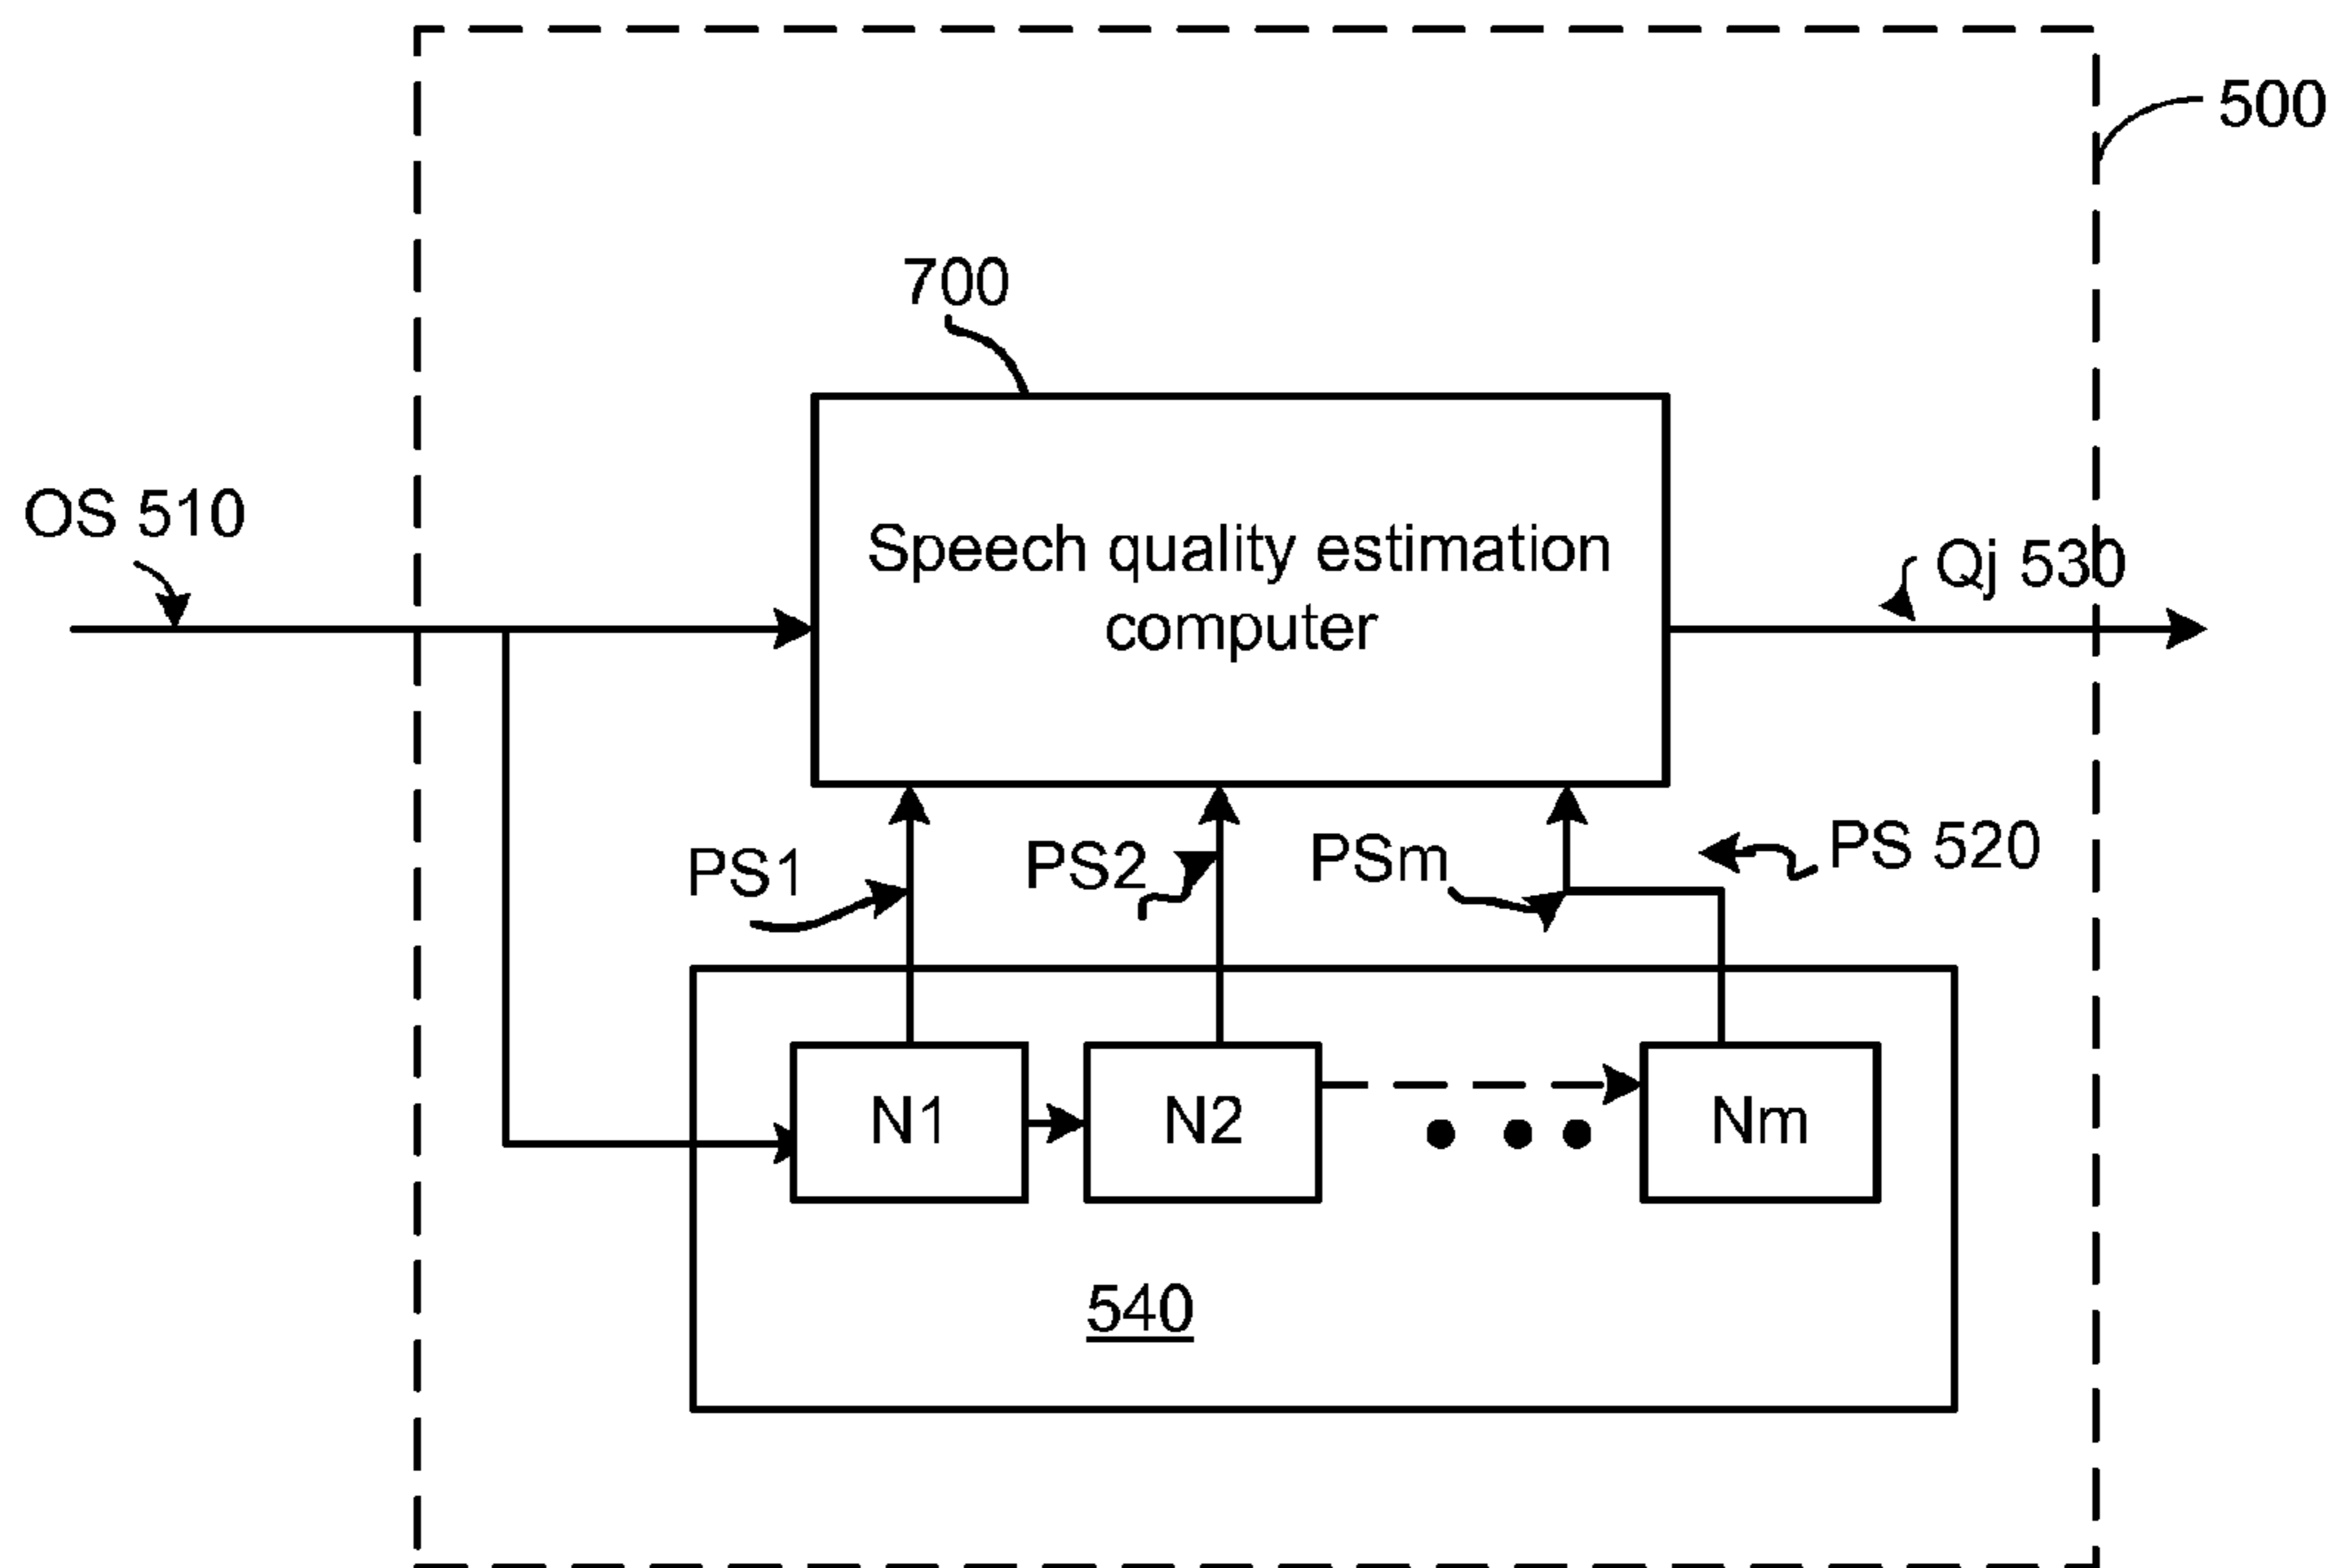 500
700
OS 510
Speech quality estimation
computer
Qj 530
PS1
PS2
PSm
PS 520
N1
N2
Nm
540